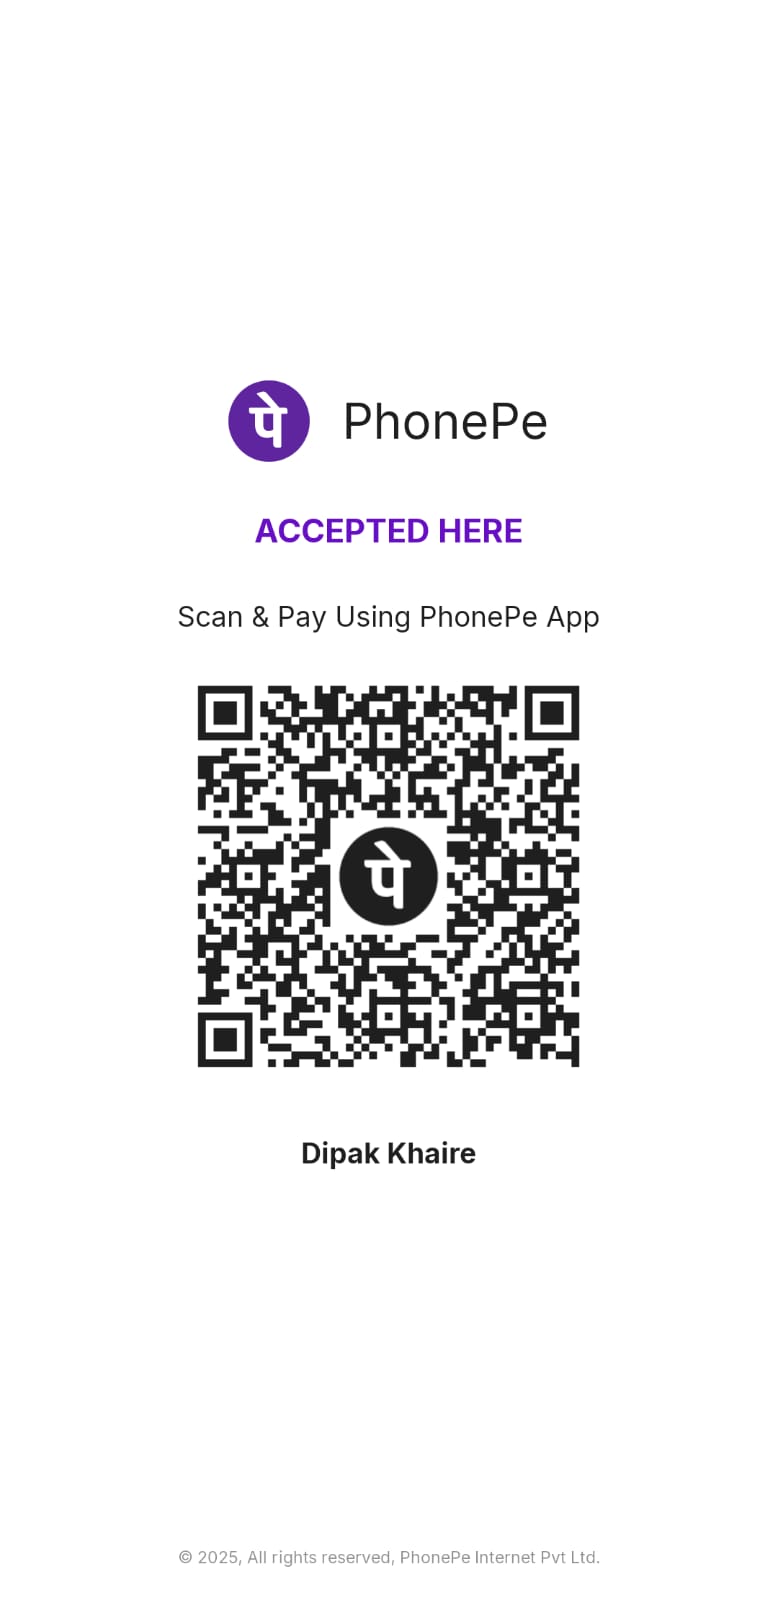 पे PhonePe
ACCEPTED HERE
Scan & Pay Using PhonePe App
पे
Dipak Khaire
© 2025, All rights reserved, PhonePe Internet Pvt Ltd.